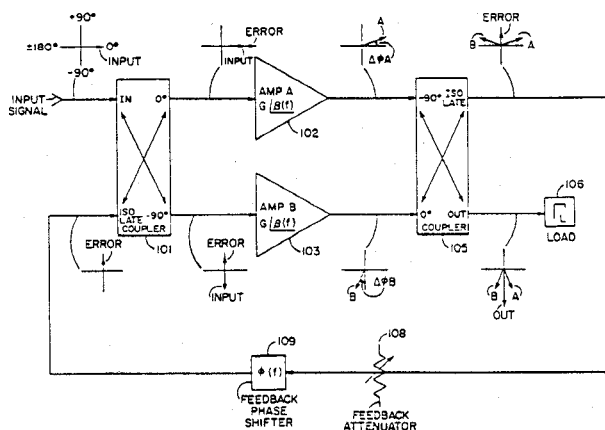 +90°
±180°
0°
INPUT
-90°
INPUT
SIGNAL
IN
0°
ISO
LATE
-90°
COUPLER
101
ERROR
INPUT
AMP A
G /β(f)
102
A
ΔϕA
-90°
ISO
LATE
0°
OUT
COUPLER
105
ERROR
B
A
106
ΓL
LOAD
ERROR
ERROR
INPUT
AMP B
G /β(f)
103
B
ΔϕB
B
A
OUT
109
ϕ(f)
FEEDBACK
PHASE
SHIFTER
108
FEEDBACK
ATTENUATOR